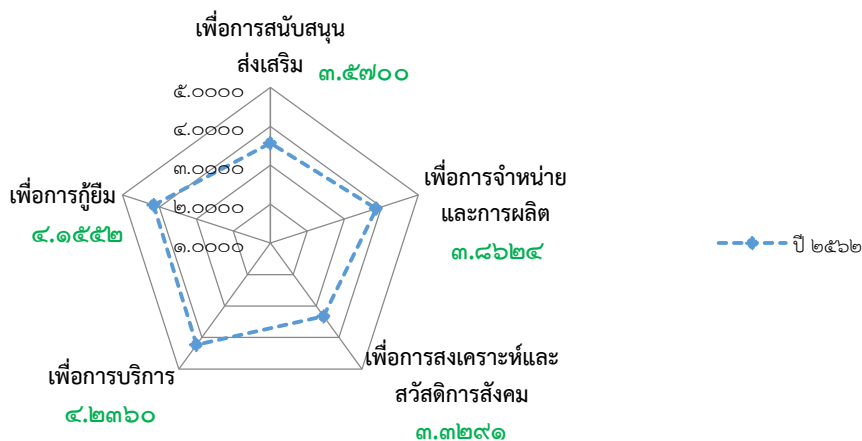 เพื่อการสนับสนุน
ส่งเสริม
๓.๕๗๐๐
๕.๐๐๐๐
๔.๐๐๐๐
๓.๐๐๐๐
๒.๐๐๐๐
๑.๐๐๐๐
เพื่อการจำหน่าย
และการผลิต
๓.๘๖๒๔
เพื่อการกู้ยืม
๔.๑๕๕๒
ปี ๒๕๖๒
เพื่อการสงเคราะห์และ
สวัสดิการสังคม
๓.๓๒๙๑
เพื่อการบริการ
๔.๒๓๖๐